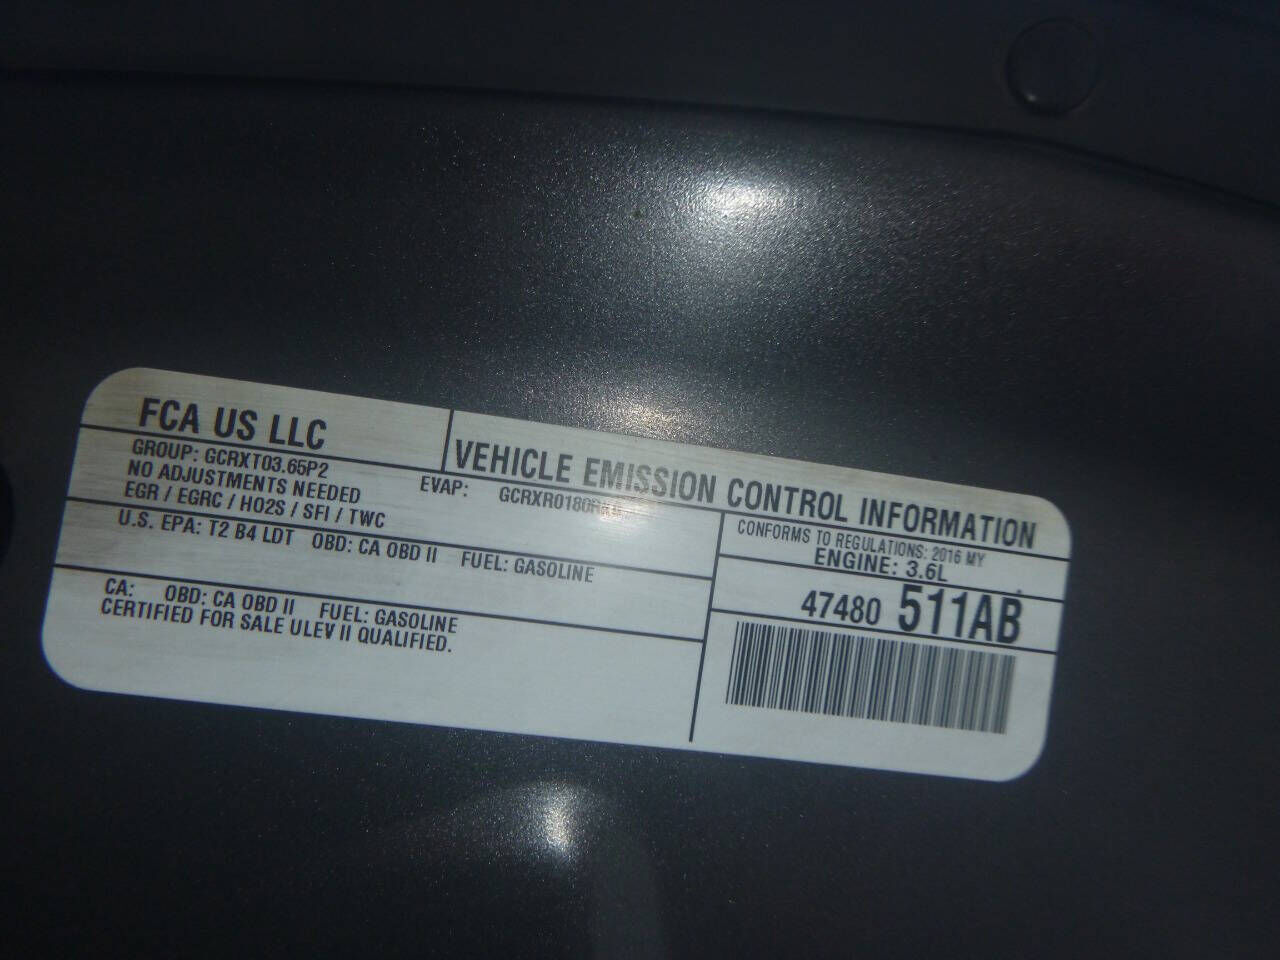 FCA US LLC
VEHICLE EMISSION CONTROL INFORMATION
GROUP: GCRXT03.65P2
EVAP:
NO ADJUSTMENTS NEEDED
EGR / EGRC / HO2S / SFI / TWC
U.S. EPA: T2 B4 LDT OBD: CA OBD II FUEL: GASOLINE
CA: OBD: CA OBD II FUEL: GASOLINE
CERTIFIED FOR SALE ULEV II QUALIFIED.
CONFORMS TO REGULATIONS: 2016 MY
ENGINE: 3.6L
47480 511AB